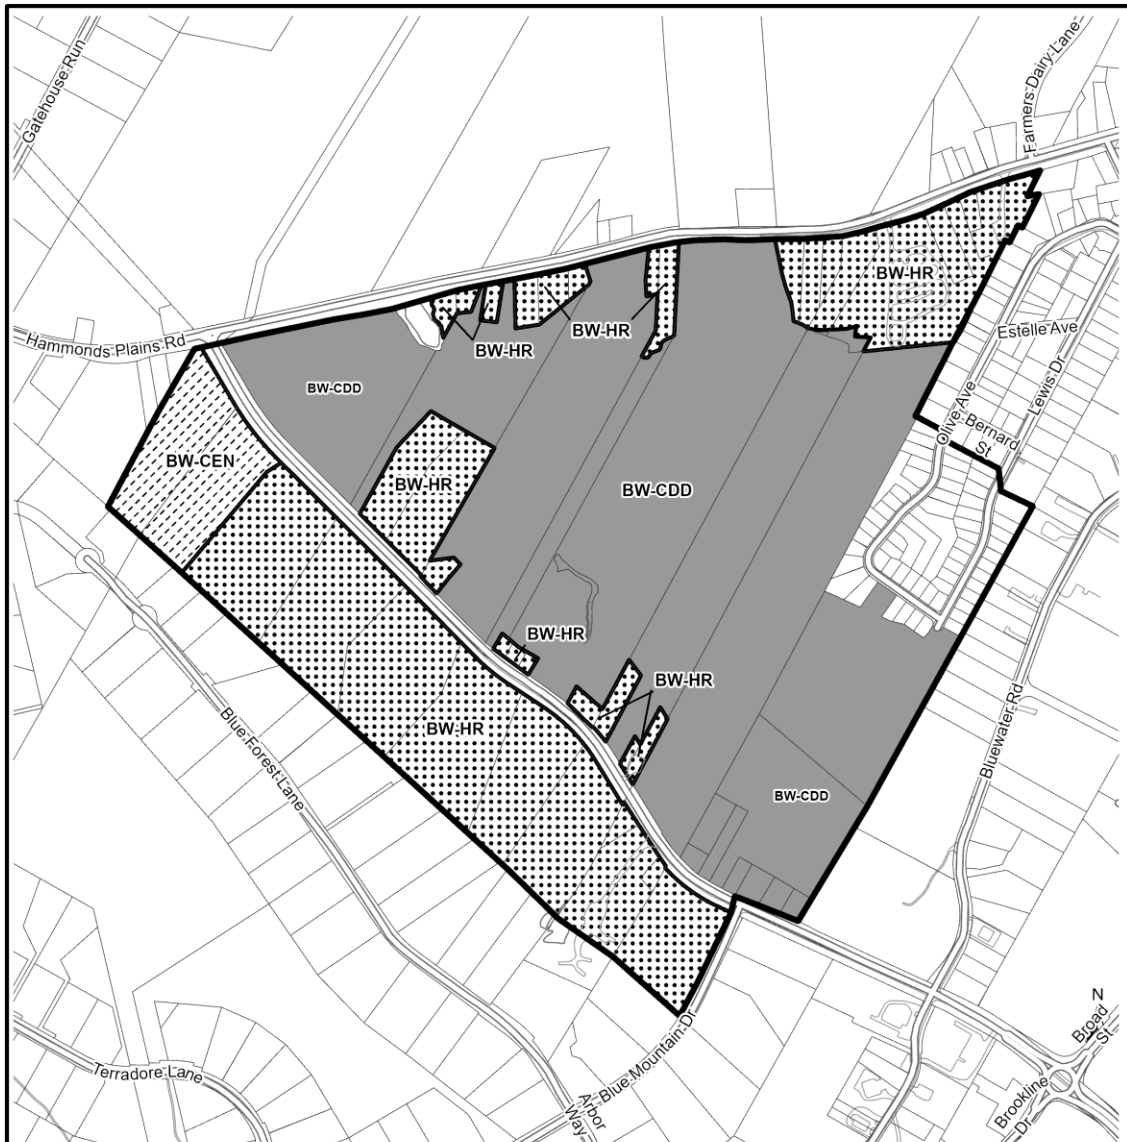 Gatehouse Run
Farmers Dairy Lane
BW-HR
Hammonds Plains Rd
BW-HR
BW-HR
Estelle Ave
Lewis Dr
Olive Ave
Bernard
St
BW-CDD
BW-CEN
BW-HR
BW-CDD
BW-HR
BW-HR
Blue Forest Lane
BW-HR
Bluewater Rd
BW-CDD
N
Broad
St
Terradore Lane
Blue Mountain Dr
Arbor
Way
Brookline
Dr